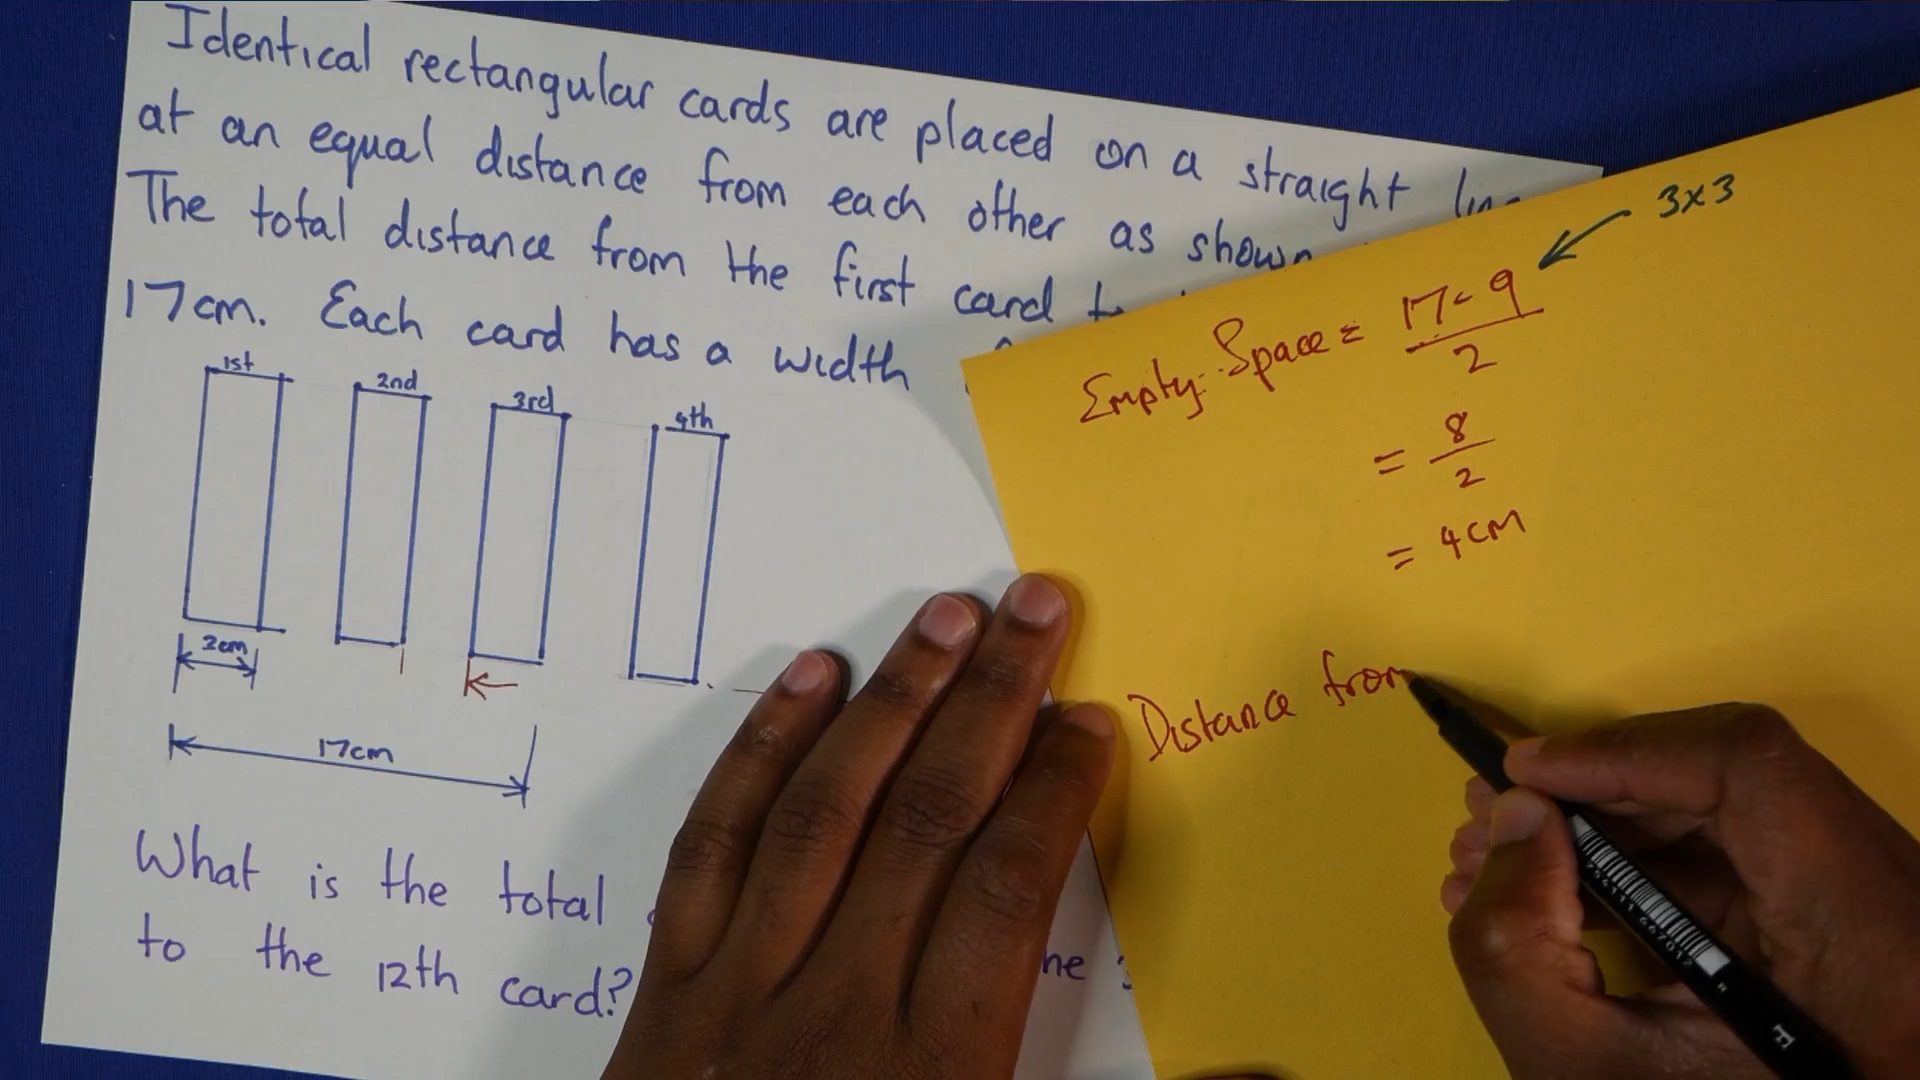 Identical rectangular cards are placed on a straight
at an equal distance from each other as shown
The total distance from the first card
17cm. Each card has a width
1st
2nd
3rd
4th
3cm
17cm
What is the total
to the 12th card?
3x3
Empty Space = 17-9
2
= 8
2
= 4cm
Distance from